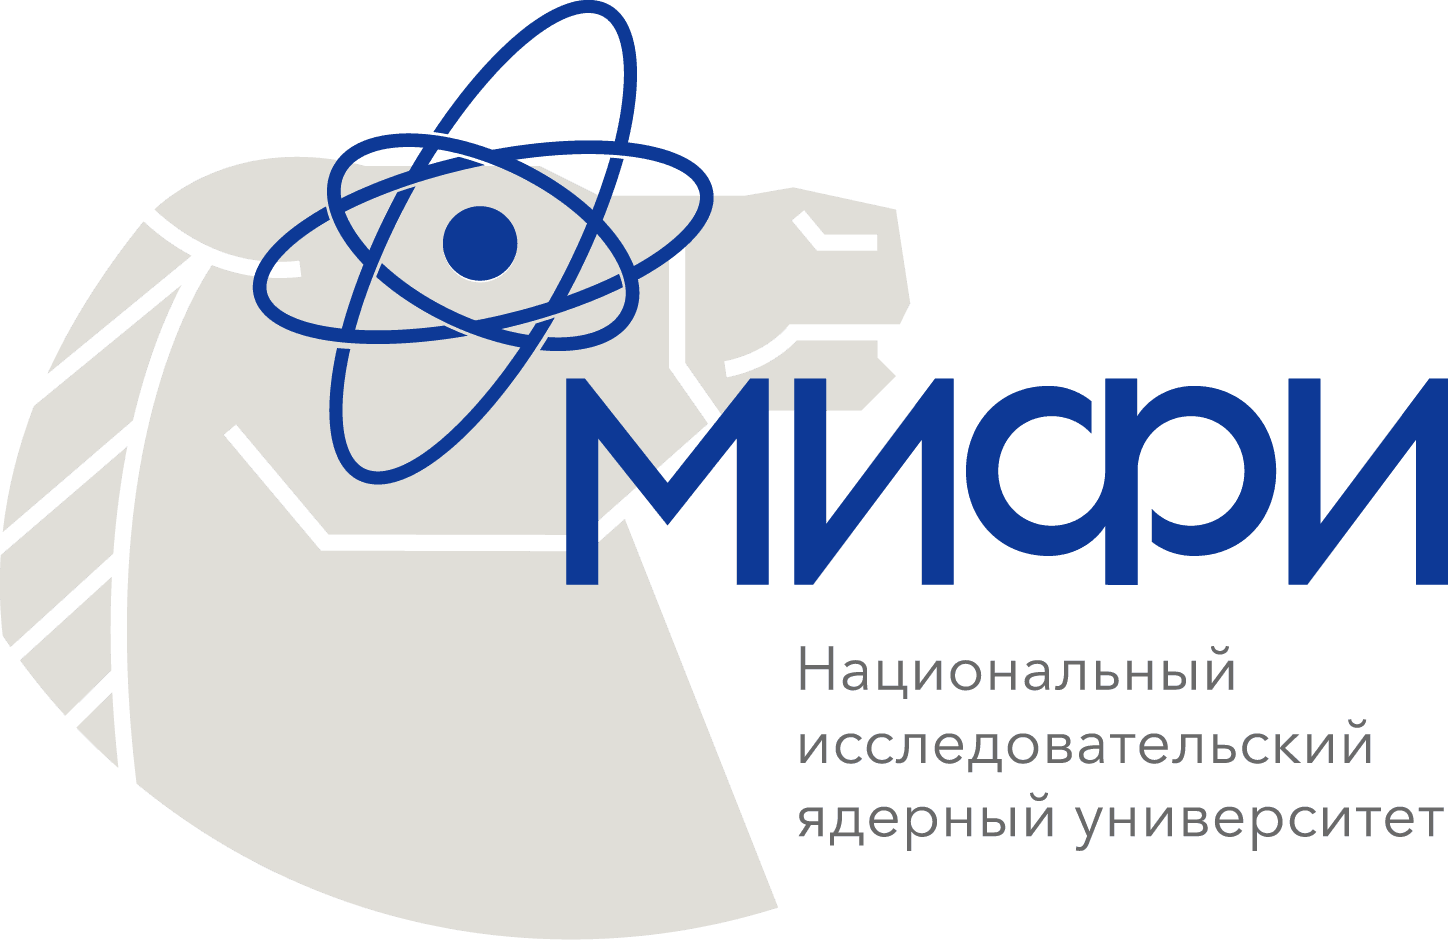 МИФИ
Национальный
исследовательский
ядерный университет